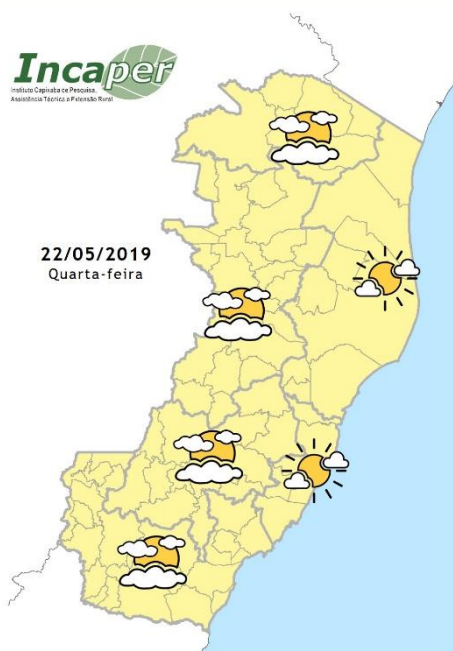 Incaper
Instituto Capixaba de Pesquisa,
Assistência Técnica e Extensão Rural
22/05/2019
Quarta-feira